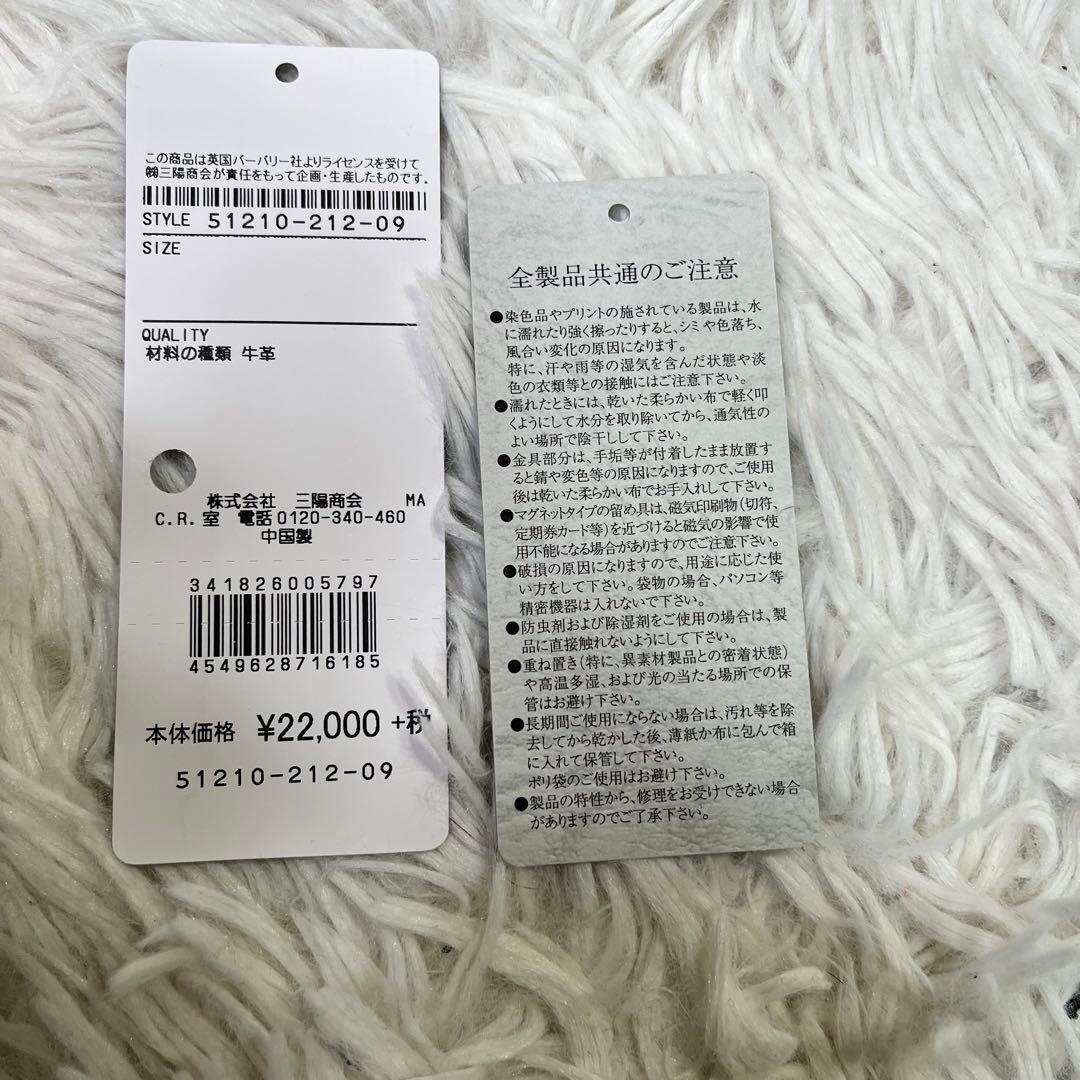 この商品は英国バーバリー社よりライセンスを受けて
㈱三陽商会が責任をもって企画・生産したものです。
STYLE 51210-212-09
SIZE
QUALITY
材料の種類 牛革
株式会社 三陽商会 MA
C.R.室 電話0120-340-460
中国製
3418260057​97
4549628716185
本体価格 ¥22,000 +税
51210-212-09
全製品共通のご注意
●染色品やプリントの施されている製品は、水
に濡れたり強く擦ったりすると、シミや色落ち、
風合い変化の原因になります。
特に、汗や雨等の湿気を含んだ状態や淡
色の衣類等との接触にはご注意下さい。
●濡れたときには、乾いた柔らかい布で軽く叩
くようにして水分を取り除いてから、通気性の
よい場所で陰干しして下さい。
●金具部分は、手垢等が付着したまま放置す
ると錆や変色等の原因になりますので、ご使用
後は乾いた柔らかい布でお手入れして下さい。
●マグネットタイプの留め具は、磁気印刷物(切符、
定期券カード等)を近づけると磁気の影響で使
用不能になる場合がありますのでご注意下さい。
●破損の原因になりますので、用途に応じた使
い方をして下さい。袋物の場合、パソコン等
精密機器は入れないで下さい。
●防虫剤および除湿剤をご使用の場合は、製
品に直接触れないようにして下さい。
●重ね置き(特に、異素材製品との密着状態)
や高温多湿、および光の当たる場所での保
管はお避け下さい。
●長期間ご使用にならない場合は、汚れ等を除
去してから乾かした後、薄紙か布に包んで箱
に入れて保管して下さい。
ポリ袋のご使用はお避け下さい。
●製品の特性から、修理をお受けできない場合
がありますのでご了承下さい。